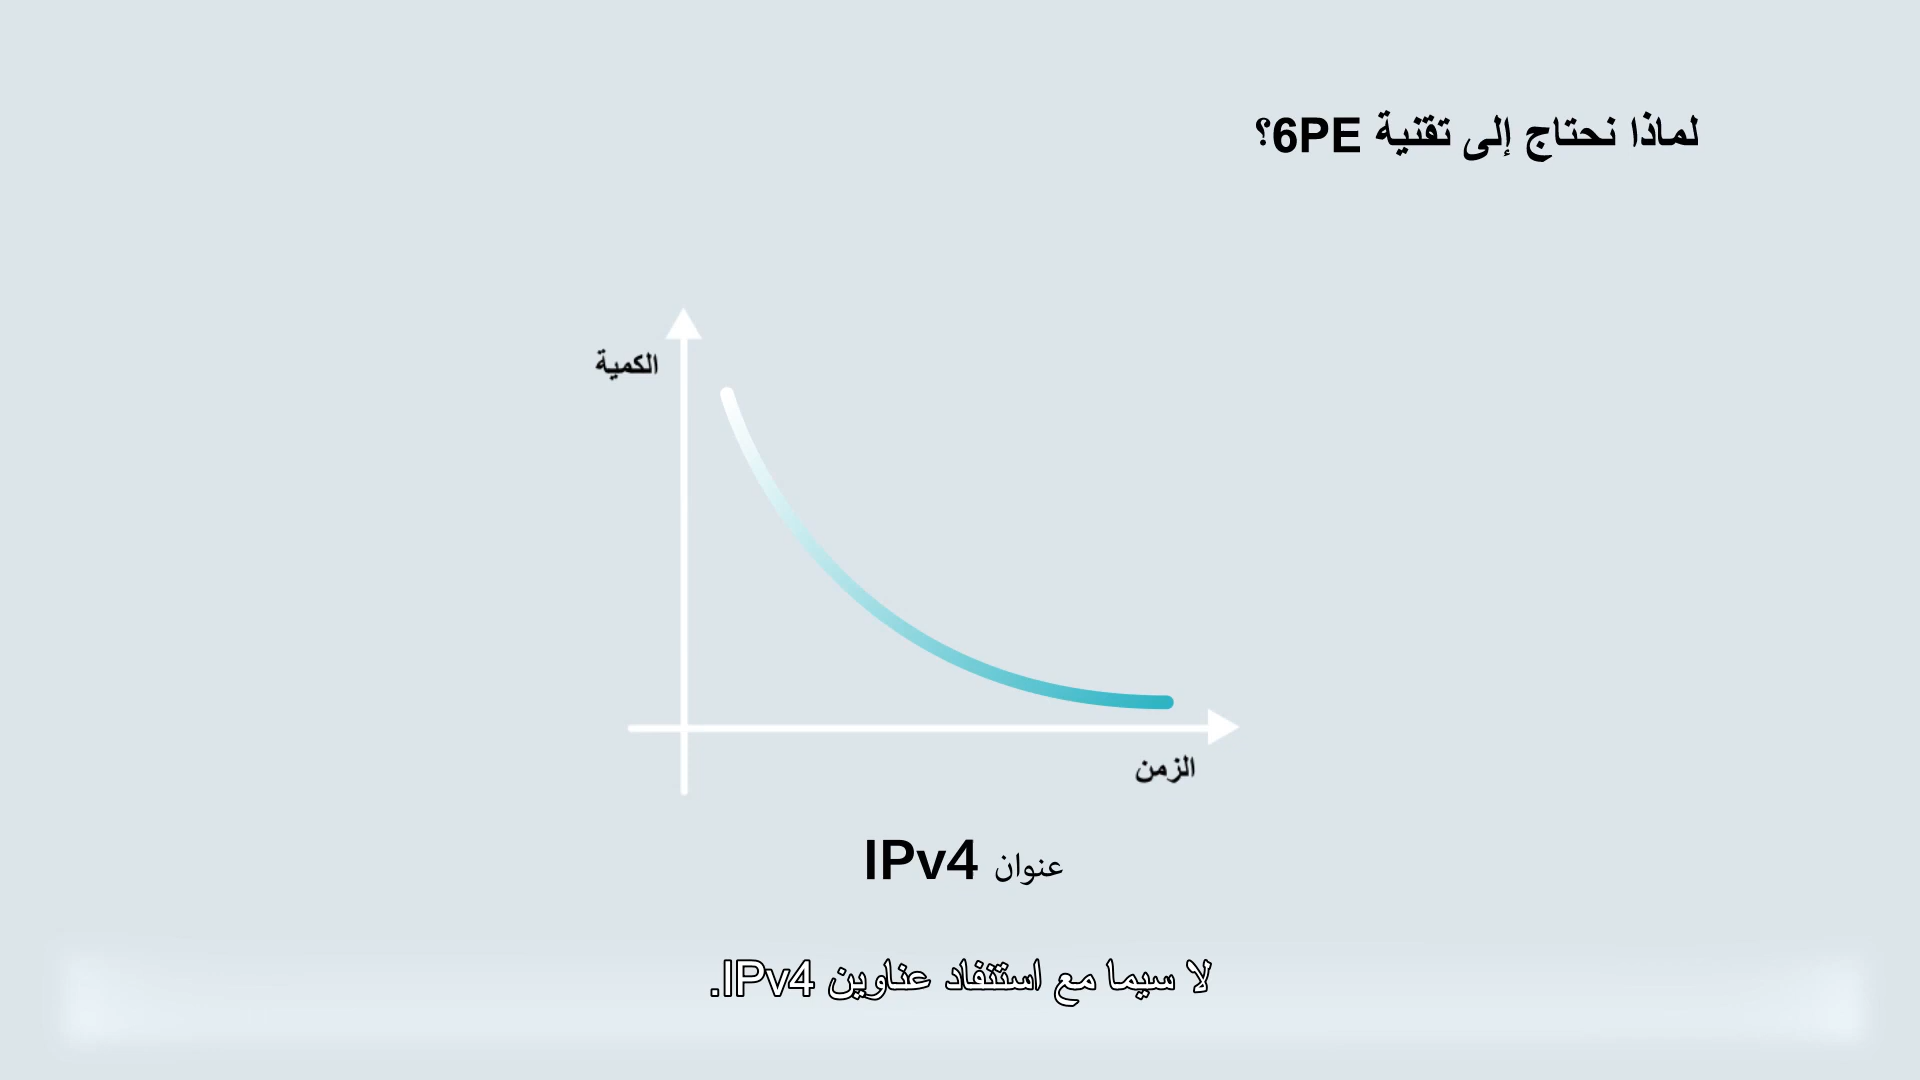 لماذا نحتاج إلى تقنية 6PE؟
الكمية
الزمن
عنوان IPv4
لا سيما مع استنفاد عناوين IPv4.